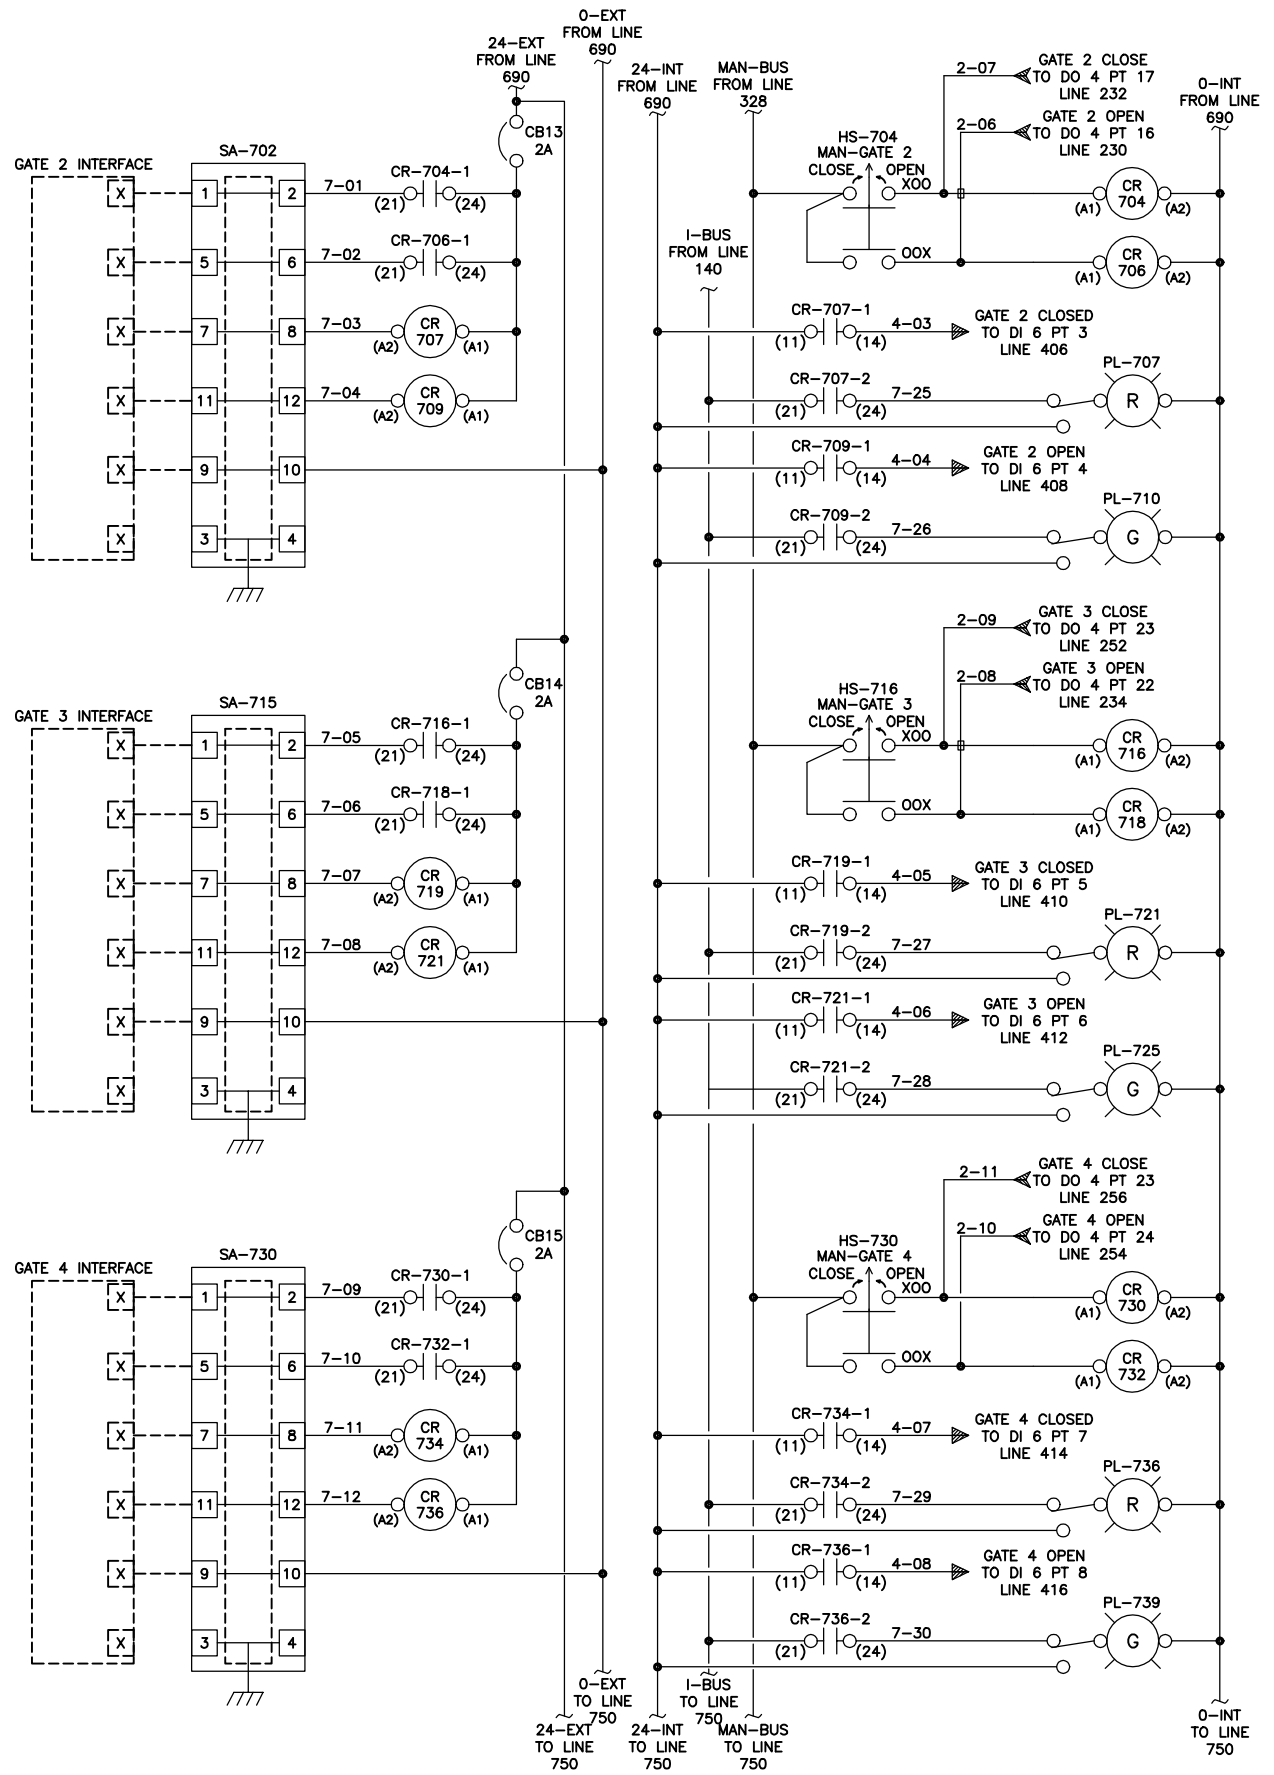 0-EXT
FROM LINE
690
24-EXT
FROM LINE
690
24-INT
FROM LINE
690
MAN-BUS
FROM LINE
328
I-BUS
FROM LINE
140
0-INT
FROM LINE
690
GATE 2 INTERFACE
SA-702
CB13
2A
X 1 2 7-01 CR-704-1 (21) (24)
X 5 6 7-02 CR-706-1 (21) (24)
X 7 8 7-03 (A2) CR 707 (A1)
X 11 12 7-04 (A2) CR 709 (A1)
X 9 10
X 3 4
2-07 GATE 2 CLOSE
TO DO 4 PT 17
LINE 232
2-06 GATE 2 OPEN
TO DO 4 PT 16
LINE 230
HS-704
MAN-GATE 2
CLOSE OPEN
XOO (A1) CR 704 (A2)
OOX (A1) CR 706 (A2)
CR-707-1 (11) (14) 4-03
GATE 2 CLOSED
TO DI 6 PT 3
LINE 406
CR-707-2 (21) (24) 7-25 PL-707 R
CR-709-1 (11) (14) 4-04
GATE 2 OPEN
TO DI 6 PT 4
LINE 408
CR-709-2 (21) (24) 7-26 PL-710 G
GATE 3 INTERFACE
SA-715
CB14
2A
X 1 2 7-05 CR-716-1 (21) (24)
X 5 6 7-06 CR-718-1 (21) (24)
X 7 8 7-07 (A2) CR 719 (A1)
X 11 12 7-08 (A2) CR 721 (A1)
X 9 10
X 3 4
2-09 GATE 3 CLOSE
TO DO 4 PT 23
LINE 252
2-08 GATE 3 OPEN
TO DO 4 PT 22
LINE 234
HS-716
MAN-GATE 3
CLOSE OPEN
XOO (A1) CR 716 (A2)
OOX (A1) CR 718 (A2)
CR-719-1 (11) (14) 4-05
GATE 3 CLOSED
TO DI 6 PT 5
LINE 410
CR-719-2 (21) (24) 7-27 PL-721 R
CR-721-1 (11) (14) 4-06
GATE 3 OPEN
TO DI 6 PT 6
LINE 412
CR-721-2 (21) (24) 7-28 PL-725 G
GATE 4 INTERFACE
SA-730
CB15
2A
X 1 2 7-09 CR-730-1 (21) (24)
X 5 6 7-10 CR-732-1 (21) (24)
X 7 8 7-11 (A2) CR 734 (A1)
X 11 12 7-12 (A2) CR 736 (A1)
X 9 10
X 3 4
2-11 GATE 4 CLOSE
TO DO 4 PT 23
LINE 256
2-10 GATE 4 OPEN
TO DO 4 PT 24
LINE 254
HS-730
MAN-GATE 4
CLOSE OPEN
XOO (A1) CR 730 (A2)
OOX (A1) CR 732 (A2)
CR-734-1 (11) (14) 4-07
GATE 4 CLOSED
TO DI 6 PT 7
LINE 414
CR-734-2 (21) (24) 7-29 PL-736 R
CR-736-1 (11) (14) 4-08
GATE 4 OPEN
TO DI 6 PT 8
LINE 416
CR-736-2 (21) (24) 7-30 PL-739 G
0-EXT
TO LINE
750
24-EXT
TO LINE
750
24-INT
TO LINE
750
I-BUS
TO LINE
750
MAN-BUS
TO LINE
750
0-INT
TO LINE
750